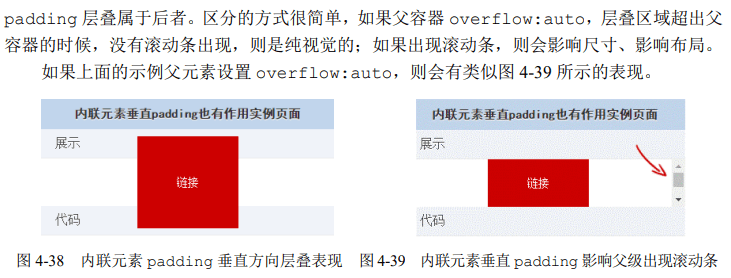 padding 层叠属于后者。区分的方式很简单，如果父容器 overflow:auto，层叠区域超出父
容器的时候，没有滚动条出现，则是纯视觉的；如果出现滚动条，则会影响尺寸、影响布局。
如果上面的示例父元素设置 overflow:auto，则会有类似图 4-39 所示的表现。
内联元素垂直padding也有作用实例页面
展示
链接
代码
内联元素垂直padding也有作用实例页面
展示
链接
代码
图 4-38 内联元素 padding 垂直方向层叠表现
图 4-39 内联元素垂直 padding 影响父级出现滚动条